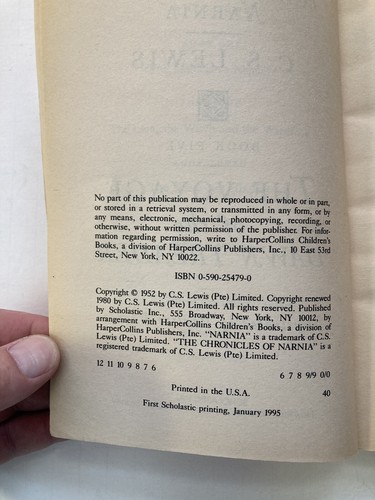 No part of this publication may be reproduced in whole or in part,
or stored in a retrieval system, or transmitted in any form, or by
any means, electronic, mechanical, photocopying, recording, or
otherwise, without written permission of the publisher. For infor-
mation regarding permission, write to HarperCollins Children's
Books, a division of HarperCollins Publishers, Inc., 10 East 53rd
Street, New York, NY 10022.
ISBN 0-590-25479-0
Copyright © 1952 by C.S. Lewis (Pte) Limited. Copyright renewed
1980 by C.S. Lewis (Pte) Limited. All rights reserved. Published
by Scholastic Inc., 555 Broadway, New York, NY 10012, by
arrangement with HarperCollins Children's Books, a division of
HarperCollins Publishers, Inc. "NARNIA" is a trademark of C.S.
Lewis (Pte) Limited. "THE CHRONICLES OF NARNIA" is a
registered trademark of C.S. Lewis (Pte) Limited.
12 11 10 9 8 7 6 6 7 8 9/9 0/0
Printed in the U.S.A. 40
First Scholastic printing, January 1995